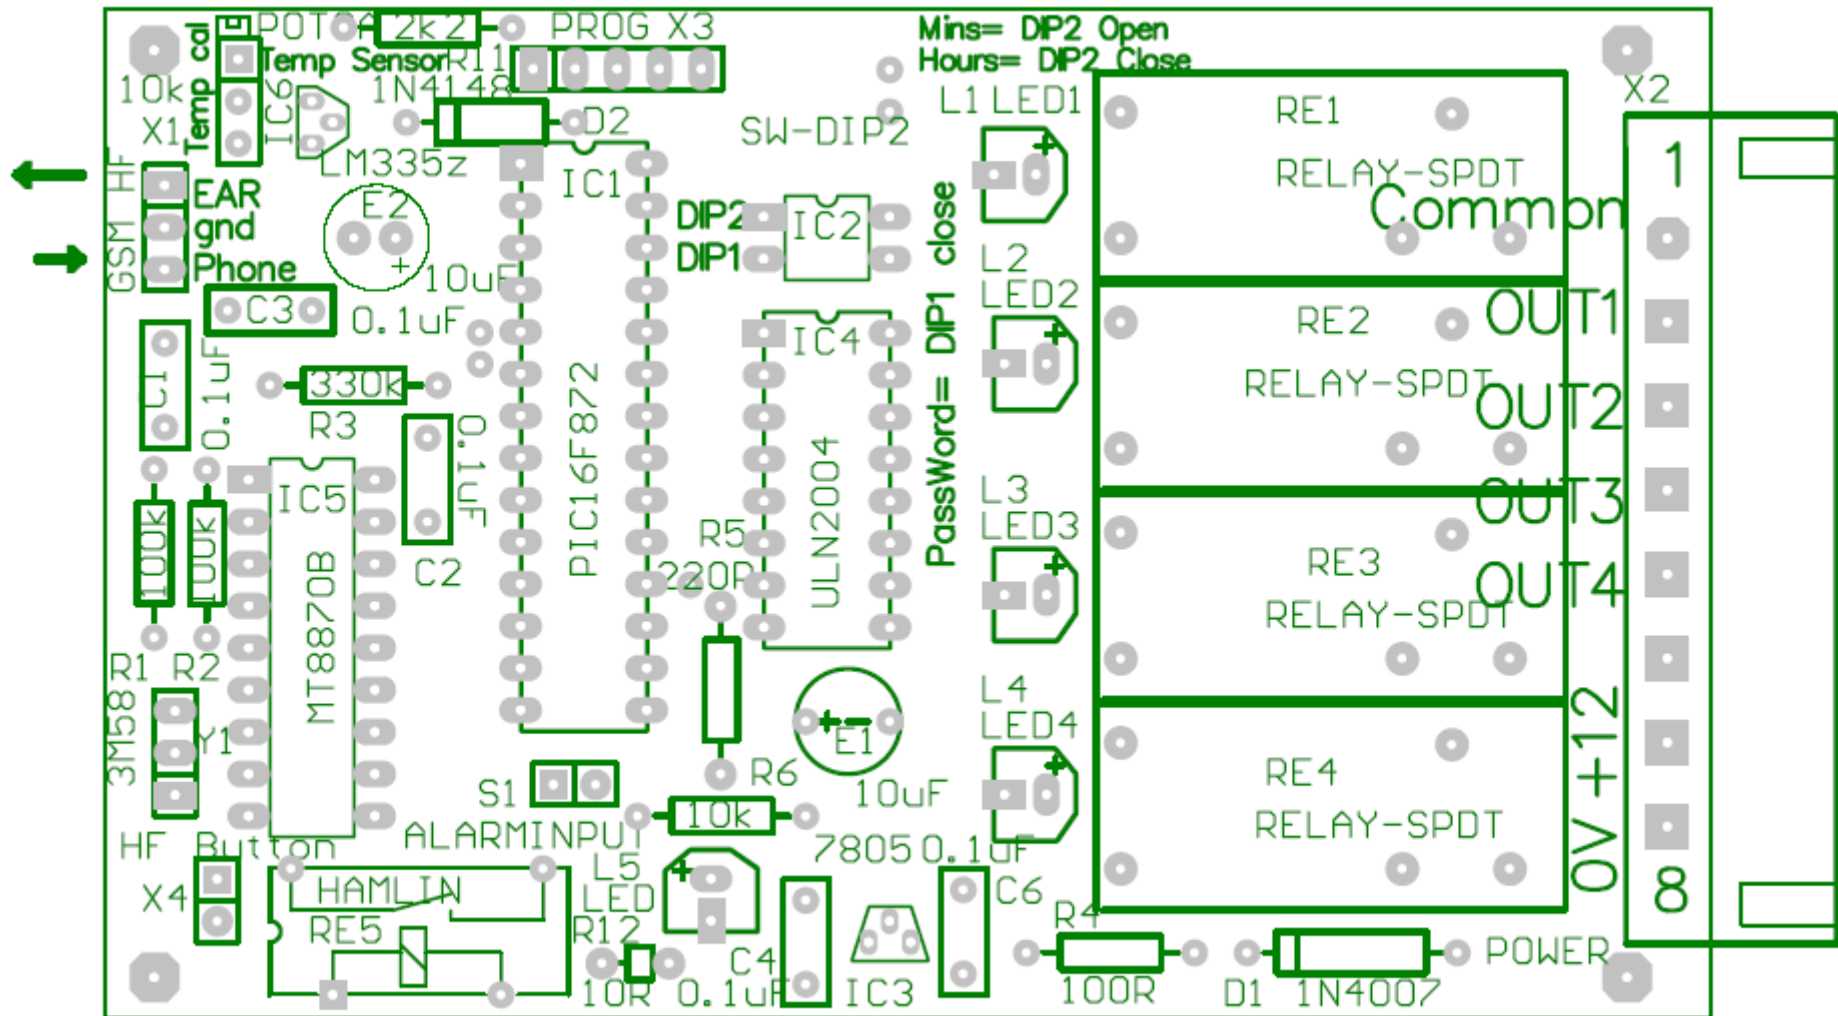 POT
2k2
PROG X3
R11
Mins= DIP2 Open
Hours= DIP2 Close
Temp cal
Temp Sensor
10k
X1
IC6
1N4148
D2
LM335z
SW-DIP2
L1 LED1
RE1
RELAY-SPDT
Common
X2
1
HF
EAR
gnd
GSM
Phone
E2
10uF
IC1
DIP2
DIP1
IC2
PassWord= DIP1 close
L2
LED2
RE2
RELAY-SPDT
OUT1
C3
0.1uF
C1
0.1uF
330k
R3
IC4
OUT2
0.1uF
C2
PIC16F872
ULN2004
L3
LED3
RE3
RELAY-SPDT
OUT3
OUT4
100k
100k
R1
R2
IC5
MT8870B
R5
220R
3M58
Y1
E1
10uF
L4
LED4
RE4
RELAY-SPDT
+12
0V
8
S1
ALARMINPUT
R6
10k
HF Button
X4
HAMLIN
RE5
L5
LED
R12
10R
7805
0.1uF
C4
0.1uF
IC3
C6
R4
100R
D1 1N4007
POWER